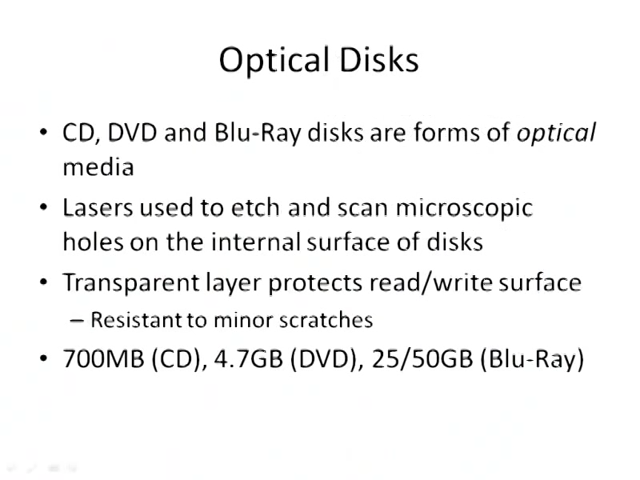 Optical Disks
• CD, DVD and Blu-Ray disks are forms of optical
media
• Lasers used to etch and scan microscopic
holes on the internal surface of disks
• Transparent layer protects read/write surface
– Resistant to minor scratches
• 700MB (CD), 4.7GB (DVD), 25/50GB (Blu-Ray)